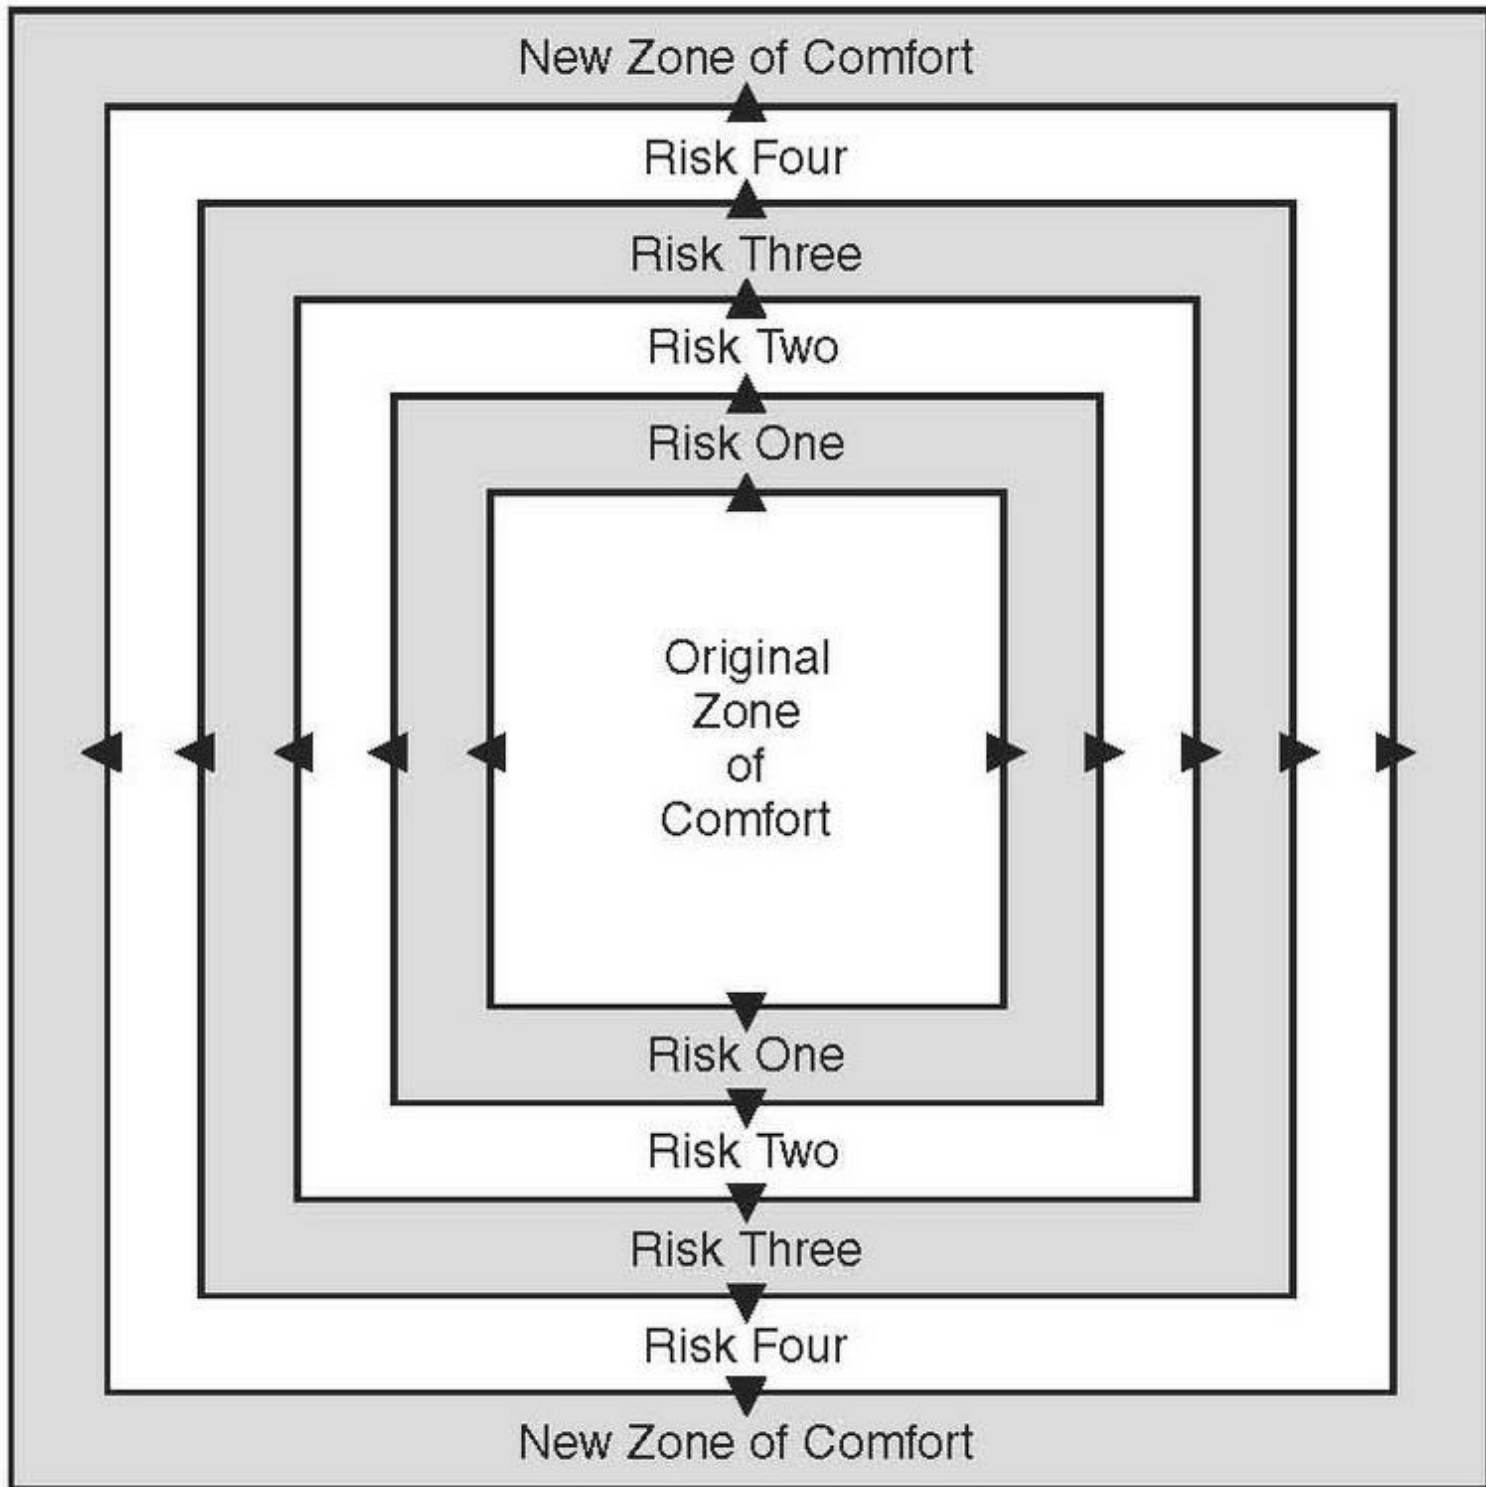 New Zone of Comfort
Risk Four
Risk Three
Risk Two
Risk One
Original
Zone
of
Comfort
Risk One
Risk Two
Risk Three
Risk Four
New Zone of Comfort